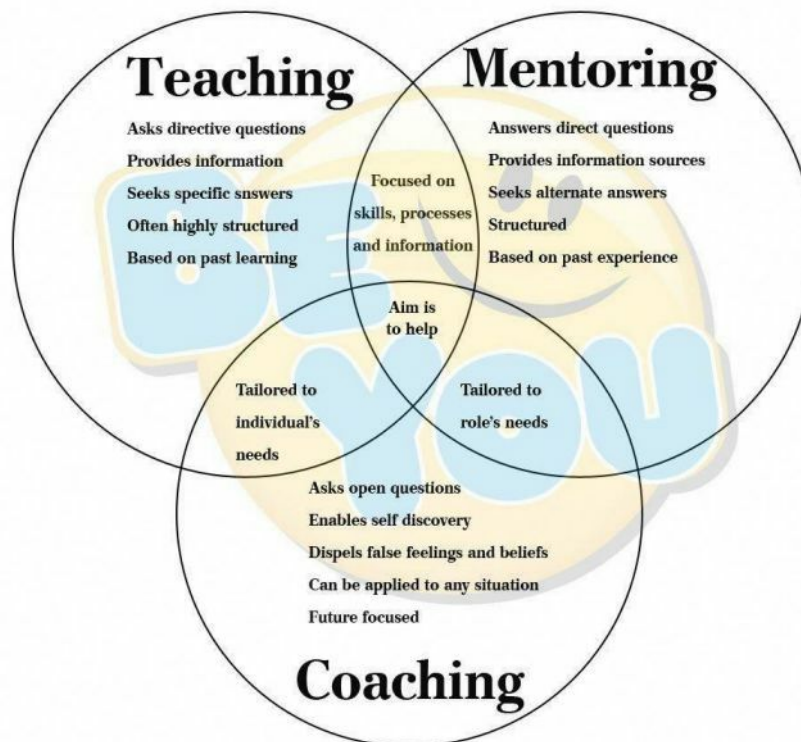 Teaching
Asks directive questions
Provides information
Seeks specific snswers
Often highly structured
Based on past learning
Mentoring
Answers direct questions
Provides information sources
Seeks alternate answers
Structured
Based on past experience
Focused on
skills, processes
and information
Aim is
to help
Tailored to
individual's
needs
Tailored to
role's needs
Asks open questions
Enables self discovery
Dispels false feelings and beliefs
Can be applied to any situation
Future focused
Coaching
BE
YOU